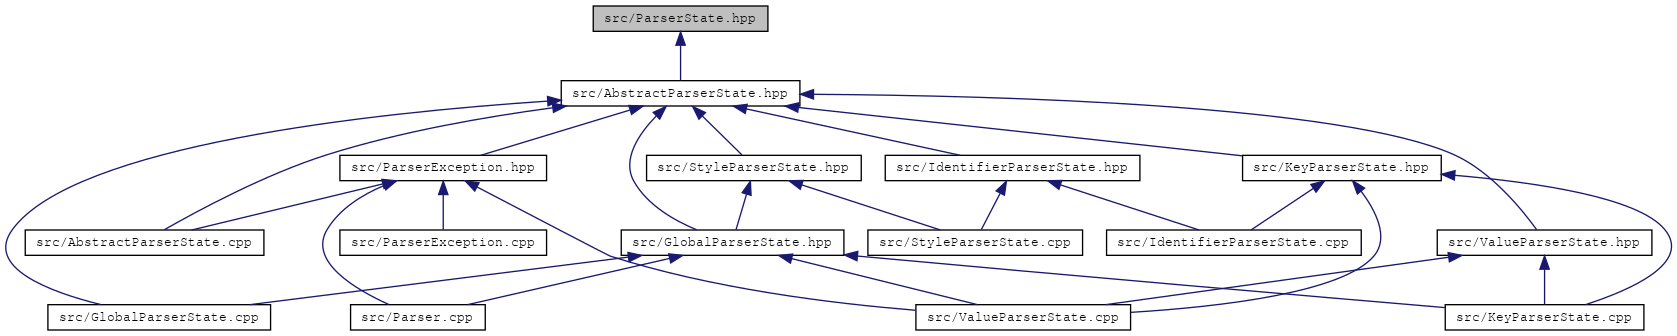 src/ParserState.hpp
src/AbstractParserState.hpp
src/ParserException.hpp
src/StyleParserState.hpp
src/IdentifierParserState.hpp
src/KeyParserState.hpp
src/AbstractParserState.cpp
src/ParserException.cpp
src/GlobalParserState.hpp
src/StyleParserState.cpp
src/IdentifierParserState.cpp
src/ValueParserState.hpp
src/GlobalParserState.cpp
src/Parser.cpp
src/ValueParserState.cpp
src/KeyParserState.cpp